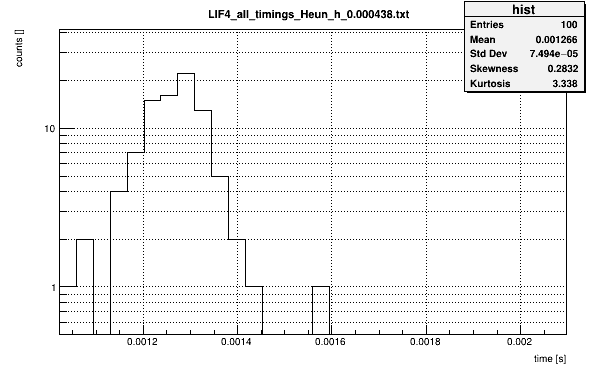 LIF4_all_timings_Heun_h_0.000438.txt
hist
Entries 100
Mean 0.001266
Std Dev 7.494e−05
Skewness 0.2832
Kurtosis 3.338
counts []
10
1
0.0012 0.0014 0.0016 0.0018 0.002
time [s]